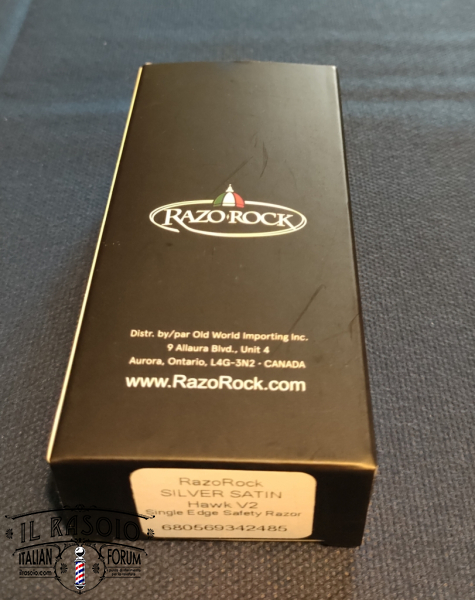 RAZOROCK
Distr. by/par Old World Importing Inc.
9 Allaura Blvd., Unit 4
Aurora, Ontario, L4G-3N2 • CANADA
www.RazoRock.com
RazoRock
SILVER SATIN
Hawk V2
Single Edge Safety Razor
680569342485
IL RASOIO
ITALIAN FORUM
ilrasoio.com